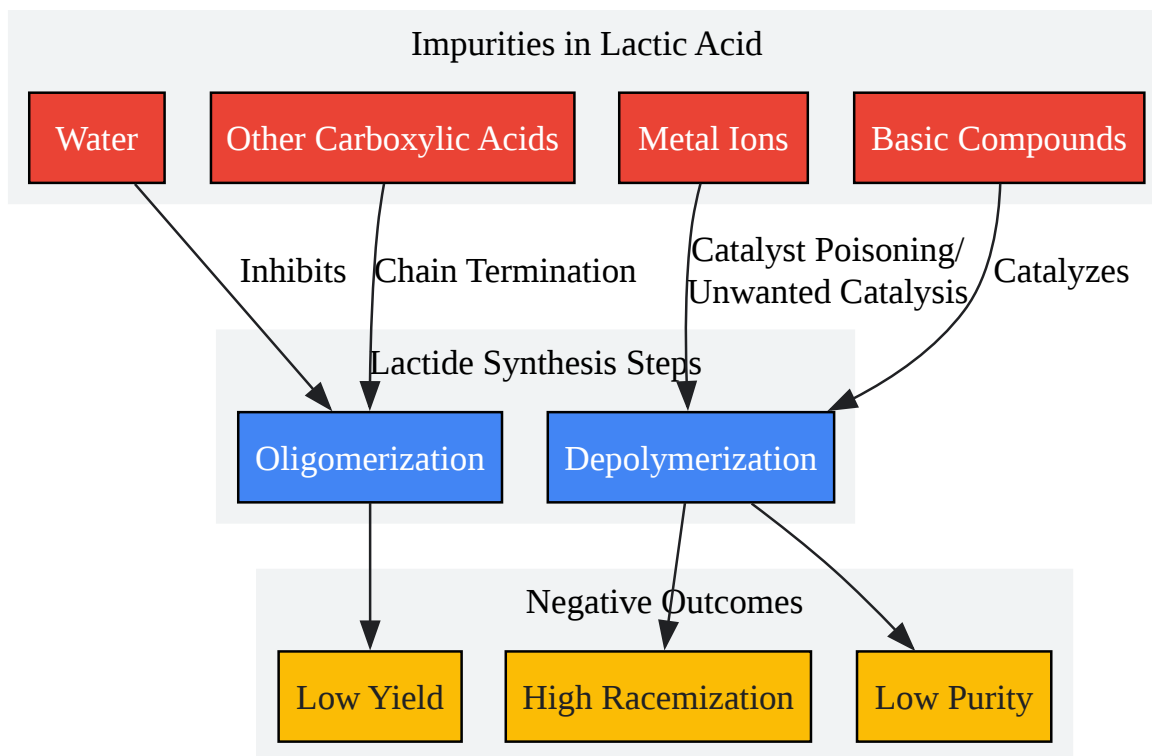 Impurities in Lactic Acid
Water
Other Carboxylic Acids
Metal Ions
Basic Compounds
Inhibits
Chain Termination
Catalyst Poisoning/
Unwanted Catalysis
Catalyzes
Lactide Synthesis Steps
Oligomerization
Depolymerization
Negative Outcomes
Low Yield
High Racemization
Low Purity